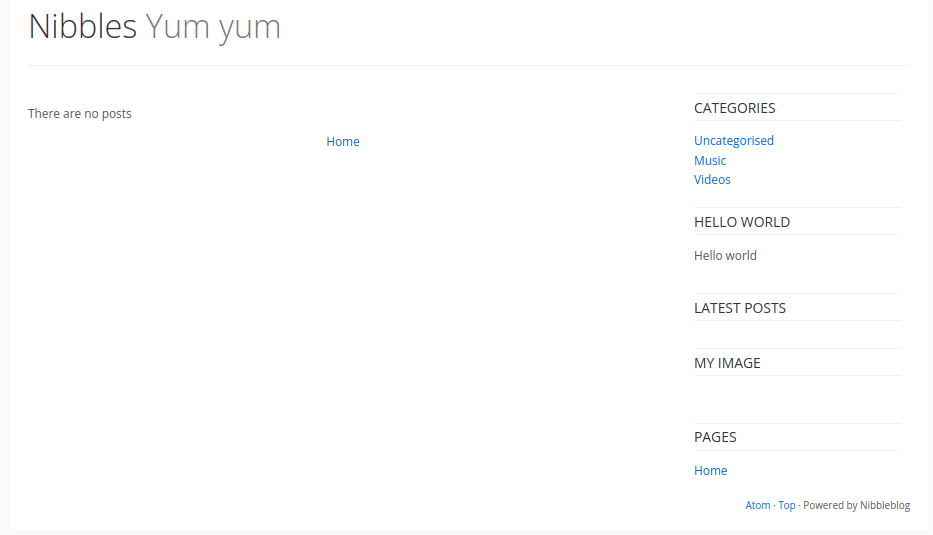 Nibbles Yum yum
There are no posts
Home
CATEGORIES
Uncategorised
Music
Videos
HELLO WORLD
Hello world
LATEST POSTS
MY IMAGE
PAGES
Home
Atom · Top · Powered by Nibbleblog